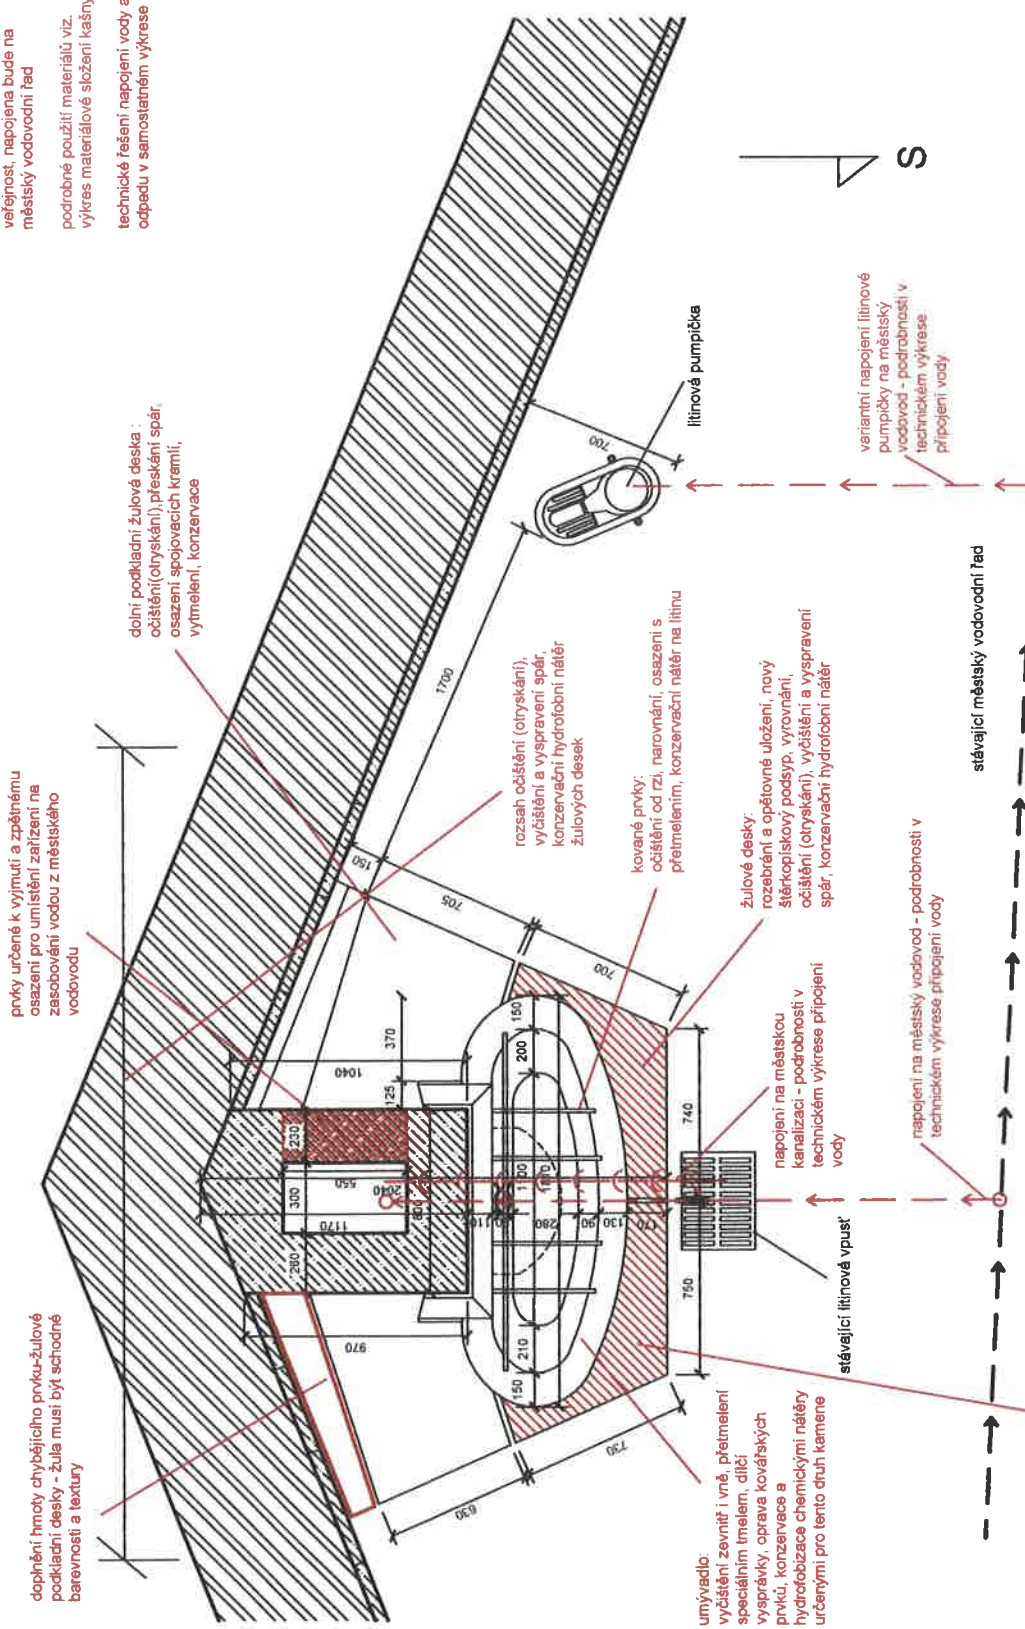 veřejnost, napojena bude na
městský vodovodní řad
podrobné použití materiálů viz.
výkres materiálové složení kašny
technické řešení napojení vody a
odpadu v samostatném výkrese
dolní podkladní žulová deska :
očištění(otryskání),přeskání spár,
osazení spojovacích kramlí,
vytmelení, konzervace
prvky určené k vyjmutí a zpětnému
osazení pro umístění zařízení na
zasobování vodou z městského
vodovodu
doplnění hmoty chybějícího prvku-žulové
podkladní desky - žula musí být schodné
barevnosti a textury
S
litinová pumpička
variantní napojení litinové
pumpičky na městský
vodovod - podrobnosti v
technickém výkrese
připojení vody
rozsah očištění (otryskání),
vyčištění a vyspravení spár,
konzervační hydrofobní nátěr
žulových desek
kované prvky:
očištění od rzi, narovnání, osazení s
přetmelením, konzervační nátěr na litinu
žulové desky:
rozebrání a opětovné uložení, nový
štěrkopískový podsyp, vyrovnání,
očištění (otryskání), vyčištění a vyspravení
spár, konzervační hydrofobní nátěr
stávající městský vodovodní řad
napojení na městskou
kanalizaci - podrobnosti v
technickém výkrese připojení
vody
napojení na městský vodovod - podrobnosti v
technickém výkrese připojení vody
stávající litinová vpusť
umývadlo:
vyčištění zevnitř i vně, přetmelení
speciálním tmelem, dílčí
vysprávky, oprava kovářských
prvků, konzervace a
hydrofobizace chemickými nátěry
určenými pro tento druh kamene
700
1700
150
705
700
370
125
1040
230
550
300
2040
1170
260
970
150
200
1100
280
90
130
170
210
150
740
750
630
730